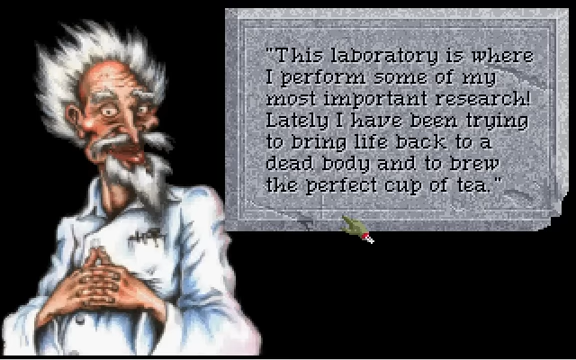 "This laboratory is where
I perform some of my
most important research!
Lately I have been trying
to bring life back to a
dead body and to brew
the perfect cup of tea."